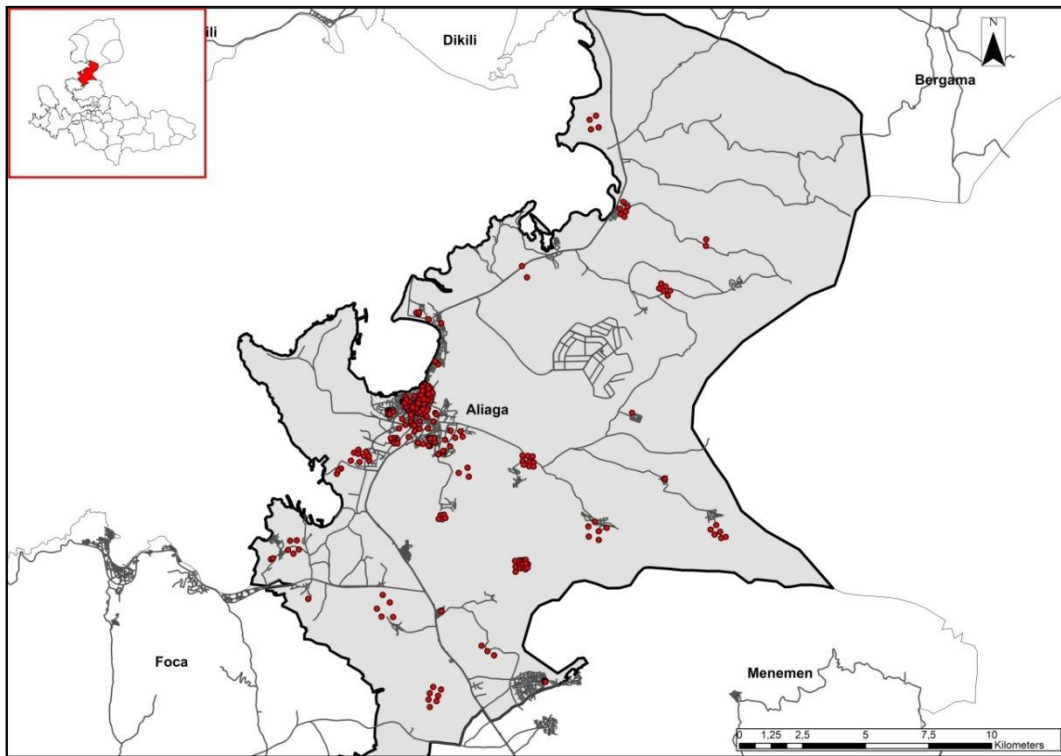 ili
Dikili
N
Bergama
Aliaga
Foca
Menemen
0 1,25 2,5 5 7,5 10
Kilometers